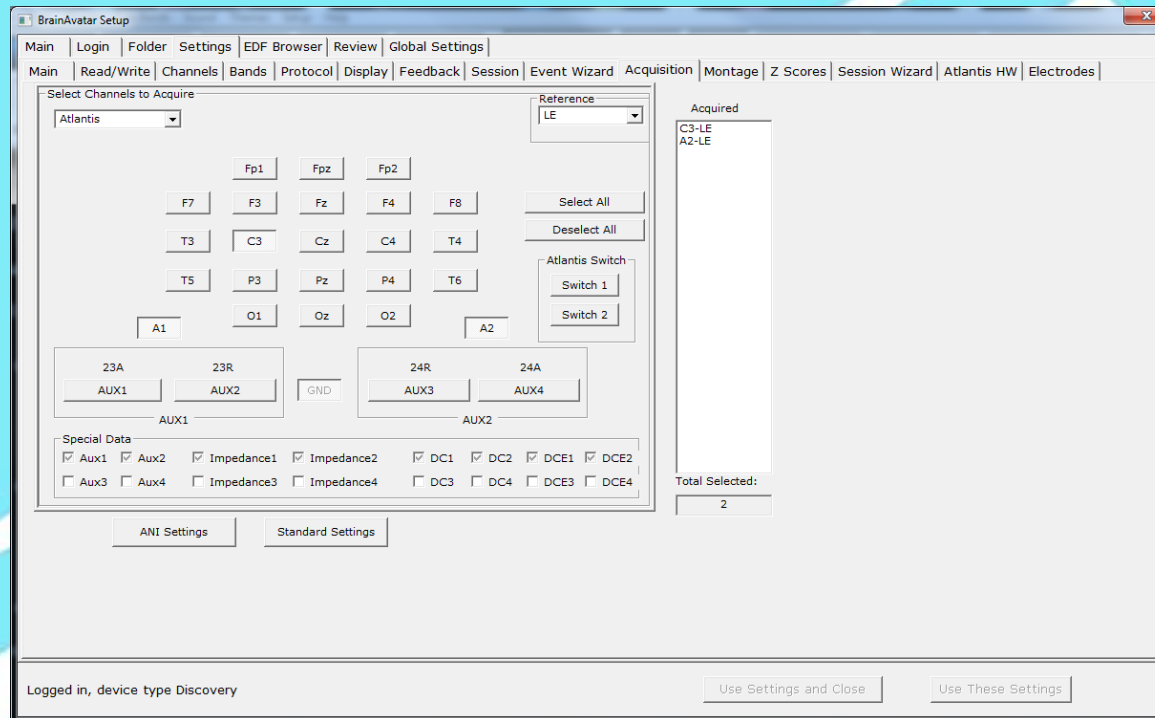 BrainAvatar Setup
Main Login Folder Settings EDF Browser Review Global Settings
Main Read/Write Channels Bands Protocol Display Feedback Session Event Wizard Acquisition Montage Z Scores Session Wizard Atlantis HW Electrodes
Select Channels to Acquire
Atlantis
Reference
LE
Fp1 Fpz Fp2
F7 F3 Fz F4 F8
T3 C3 Cz C4 T4
T5 P3 Pz P4 T6
A1 O1 Oz O2 A2
Select All
Deselect All
Atlantis Switch
Switch 1
Switch 2
23A 23R 24R 24A
AUX1 AUX2 GND AUX3 AUX4
AUX1 AUX2
Special Data
Aux1 Aux2 Impedance1 Impedance2 DC1 DC2 DCE1 DCE2
Aux3 Aux4 Impedance3 Impedance4 DC3 DC4 DCE3 DCE4
ANI Settings Standard Settings
Acquired
C3-LE
A2-LE
Total Selected:
2
Logged in, device type Discovery
Use Settings and Close Use These Settings